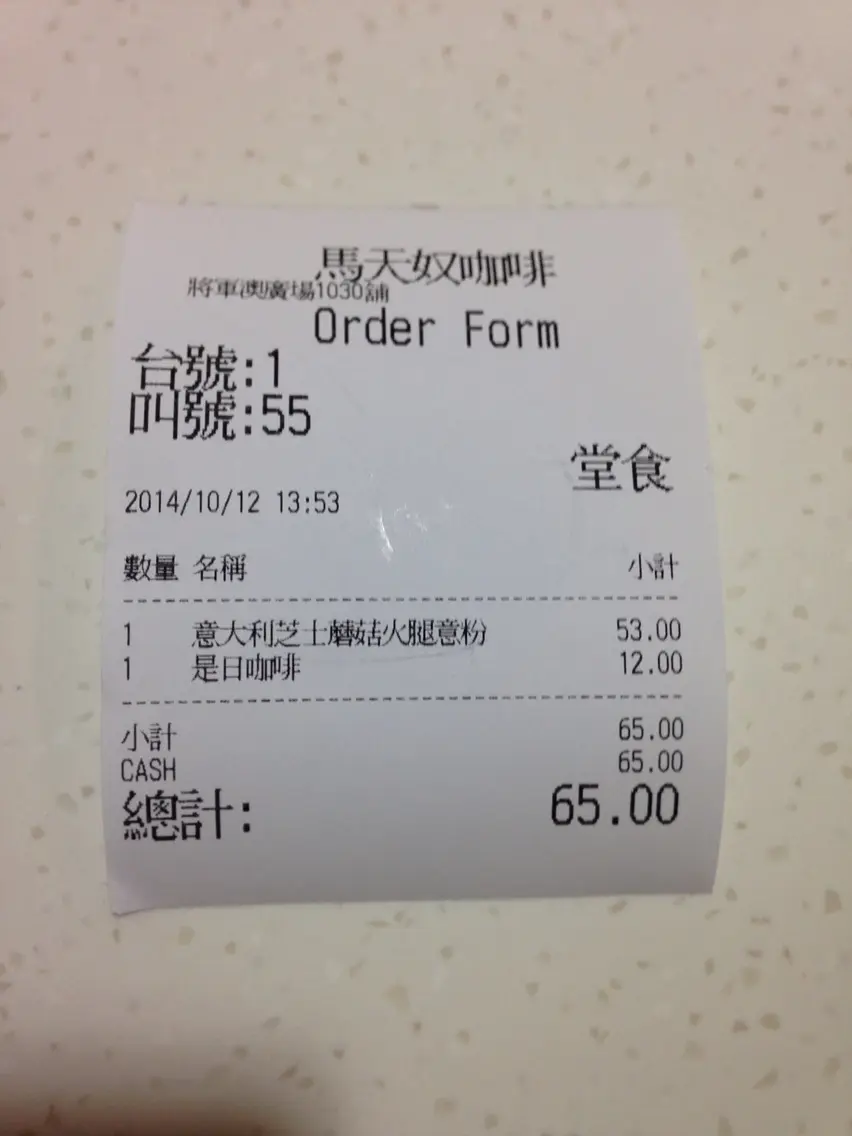 馬天奴咖啡
將軍澳廣場1030舖
Order Form
台號:1
叫號:55
堂食
2014/10/12 13:53
數量 名稱 小計
1 意大利芝士蘑菇火腿意粉 53.00
1 是日咖啡 12.00
小計 65.00
CASH 65.00
總計: 65.00